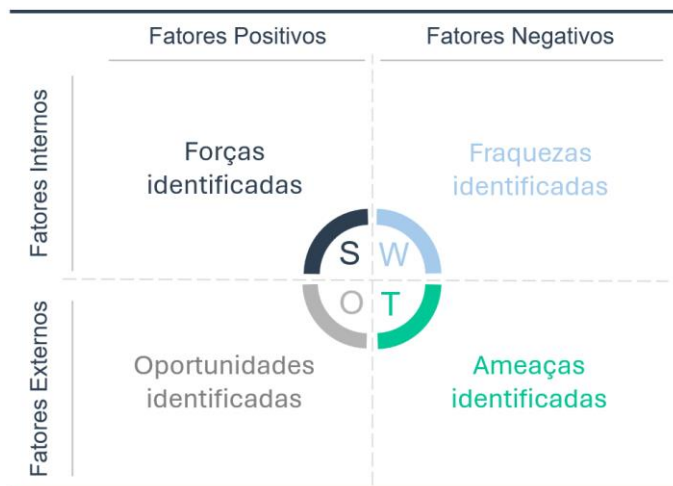 Fatores Positivos
Fatores Negativos
Fatores Internos
Forças
identificadas
Fraquezas
identificadas
S
W
O
T
Fatores Externos
Oportunidades
identificadas
Ameaças
identificadas